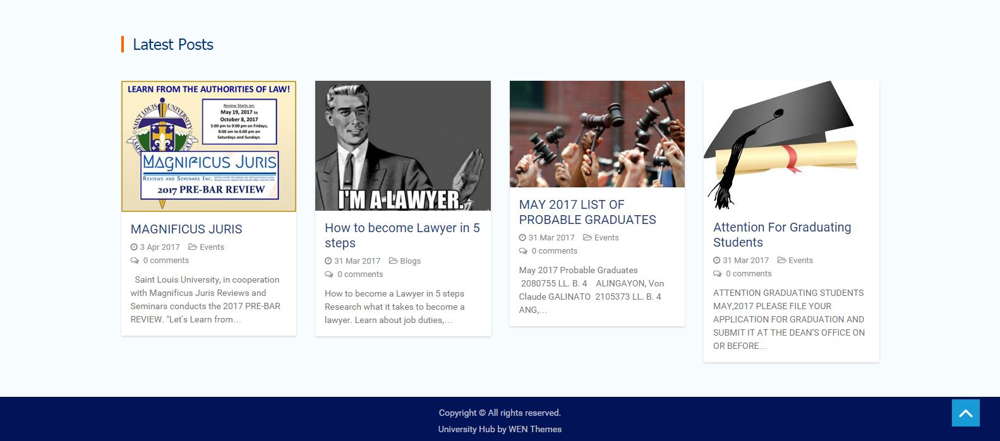 Latest Posts
LEARN FROM THE AUTHORITIES OF LAW!
SAINT LOUIS UNIVERSITY
Review Starts on:
May 19, 2017 to
October 8, 2017
5:00 pm to 9:00 pm on Fridays;
8:00 am to 6:00 pm on
Saturdays and Sundays.
MAGNIFICUS JURIS
REVIEWS AND SEMINARS INC.
2017 PRE-BAR REVIEW
MAGNIFICUS JURIS
3 Apr 2017 Events
0 comments
Saint Louis University, in cooperation
with Magnificus Juris Reviews and
Seminars conducts the 2017 PRE-BAR
REVIEW. "Let's Learn from…
I'M A LAWYER.
How to become Lawyer in 5
steps
31 Mar 2017 Blogs
0 comments
How to become a Lawyer in 5 steps
Research what it takes to become a
lawyer. Learn about job duties,…
MAY 2017 LIST OF
PROBABLE GRADUATES
31 Mar 2017 Events
0 comments
May 2017 Probable Graduates
2080755 LL. B. 4 ALINGAYON, Von
Claude GALINATO 2105373 LL. B. 4
ANG,…
Attention For Graduating
Students
31 Mar 2017 Events
0 comments
ATTENTION GRADUATING STUDENTS
MAY,2017 PLEASE FILE YOUR
APPLICATION FOR GRADUATION AND
SUBMIT IT AT THE DEAN’S OFFICE ON
OR BEFORE…
Copyright © All rights reserved.
University Hub by WEN Themes